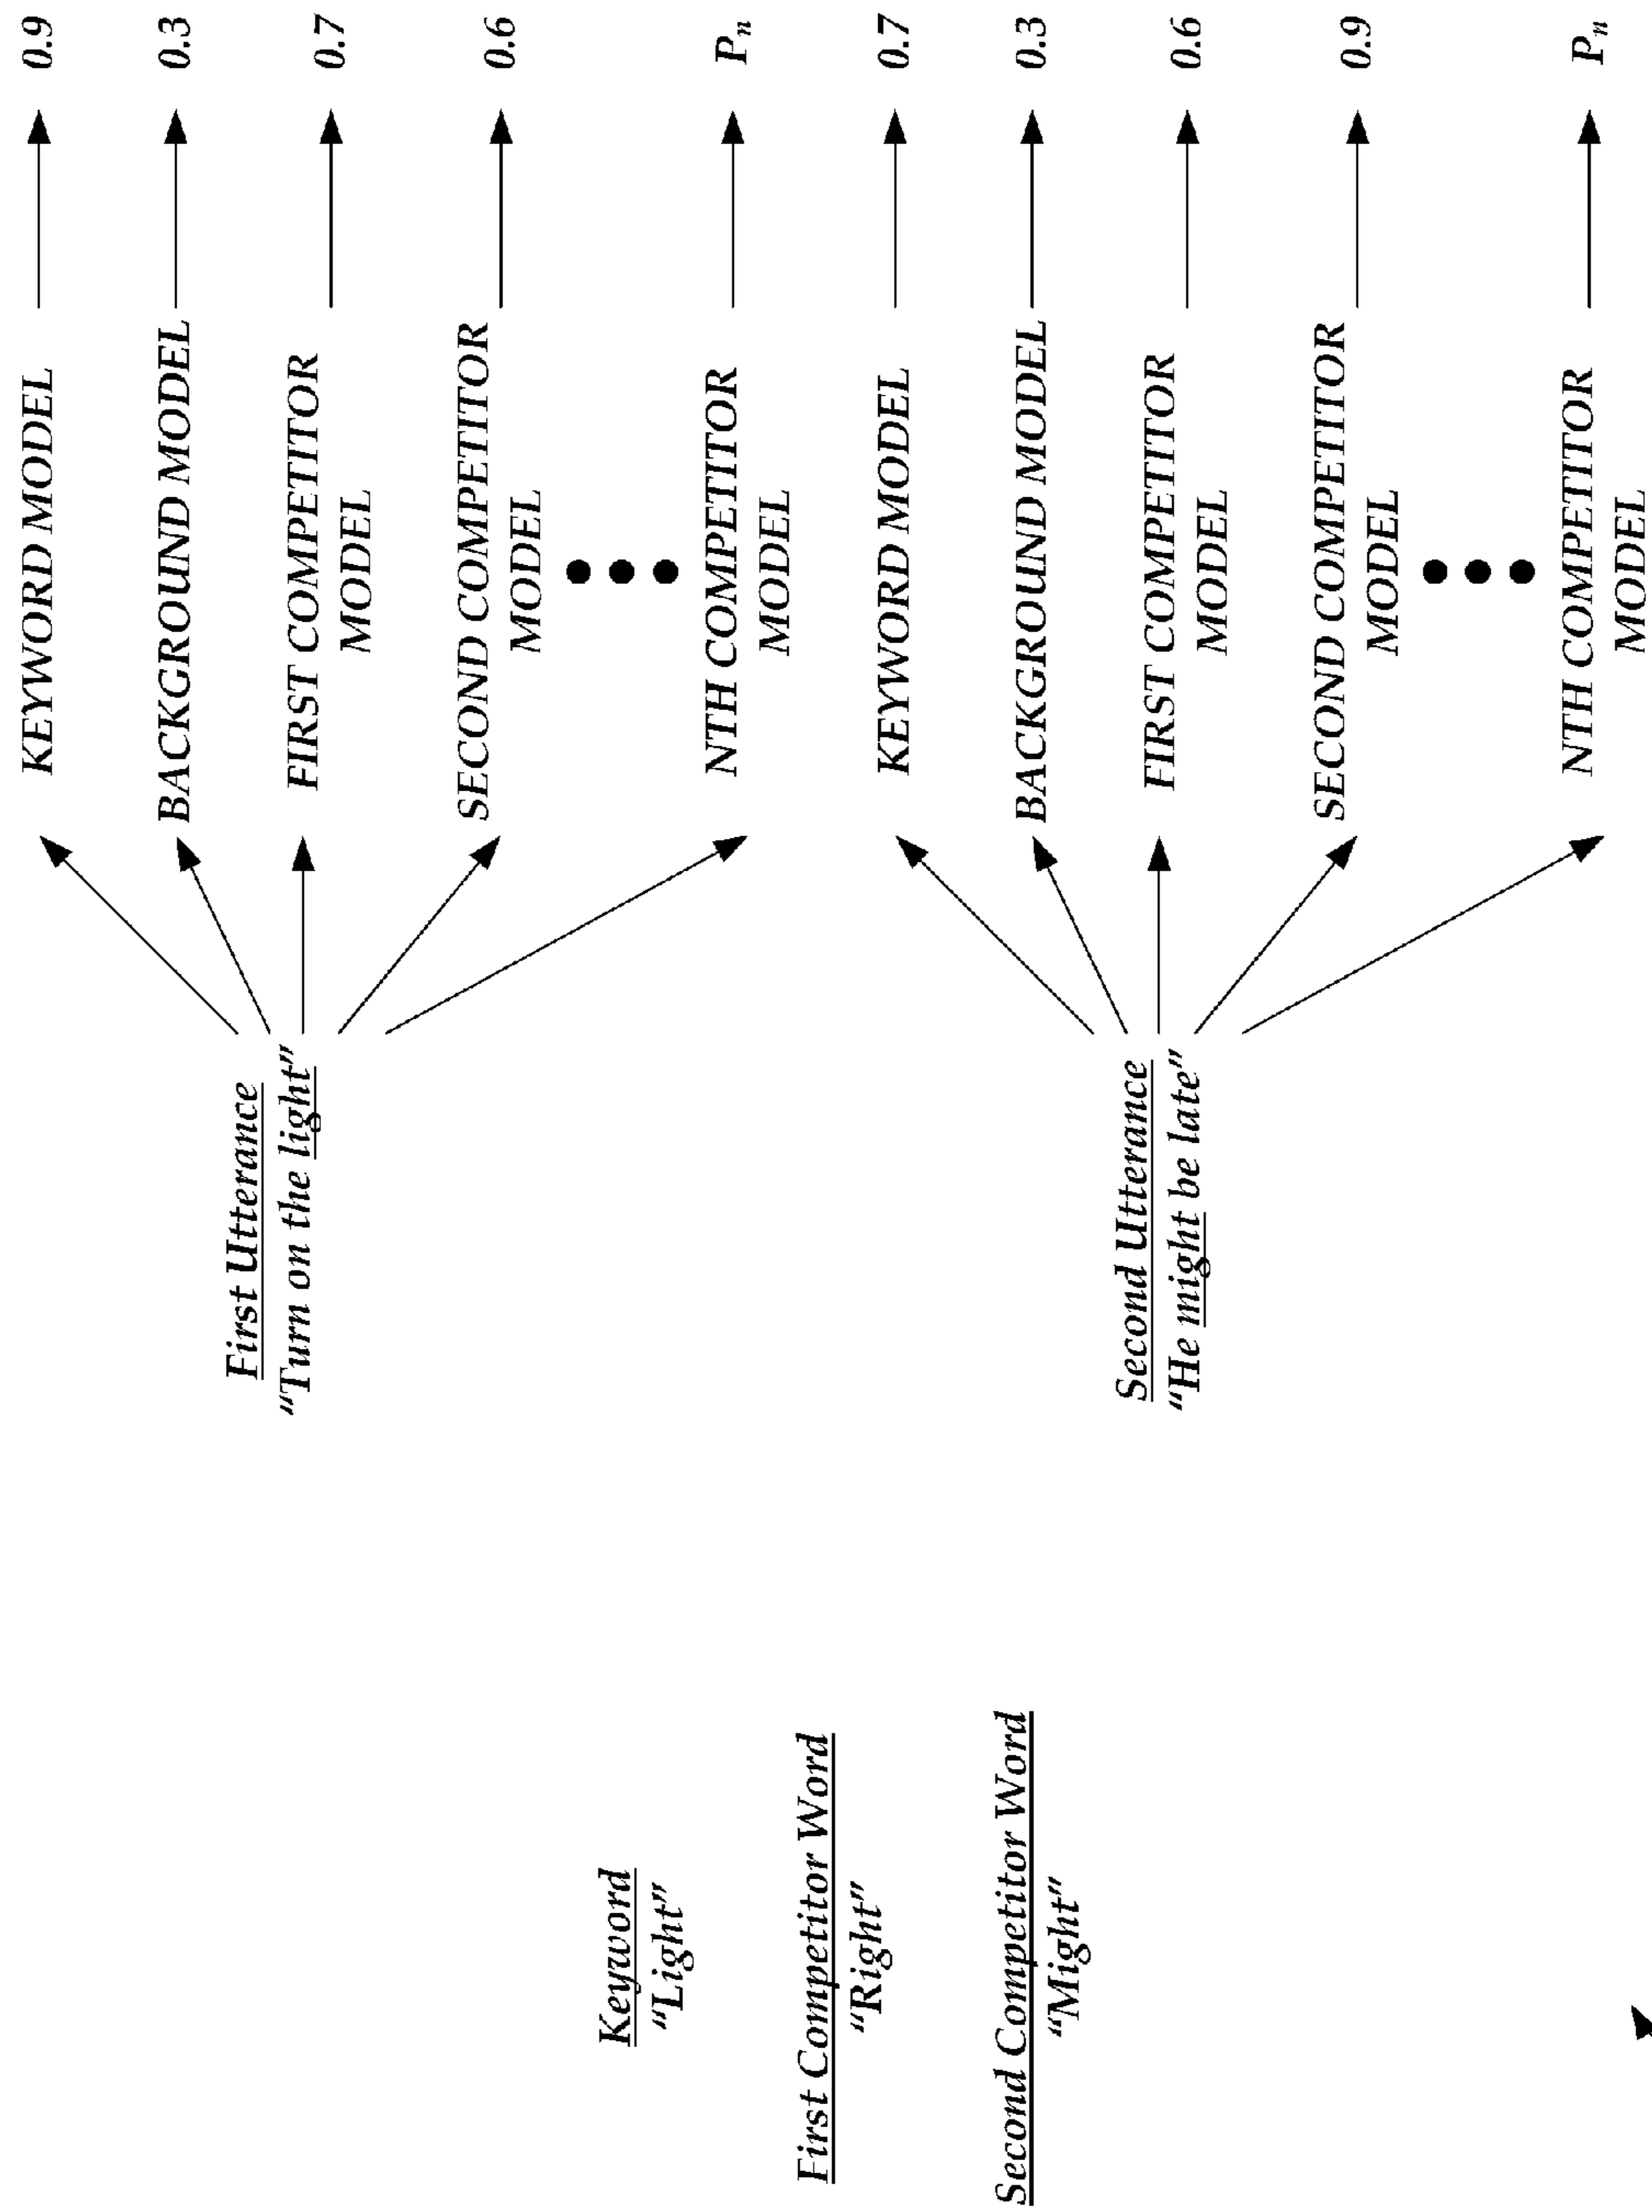 Keyword
“Light”
First Competitor Word
“Right”
Second Competitor Word
“Might”
First Utterance
“Turn on the light”
KEYWORD MODEL
0.9
BACKGROUND MODEL
0.3
FIRST COMPETITOR
MODEL
0.7
SECOND COMPETITOR
MODEL
0.6
NTH COMPETITOR
MODEL
Pn
Second Utterance
“He might be late”
KEYWORD MODEL
0.7
BACKGROUND MODEL
0.3
FIRST COMPETITOR
MODEL
0.6
SECOND COMPETITOR
MODEL
0.9
NTH COMPETITOR
MODEL
Pn